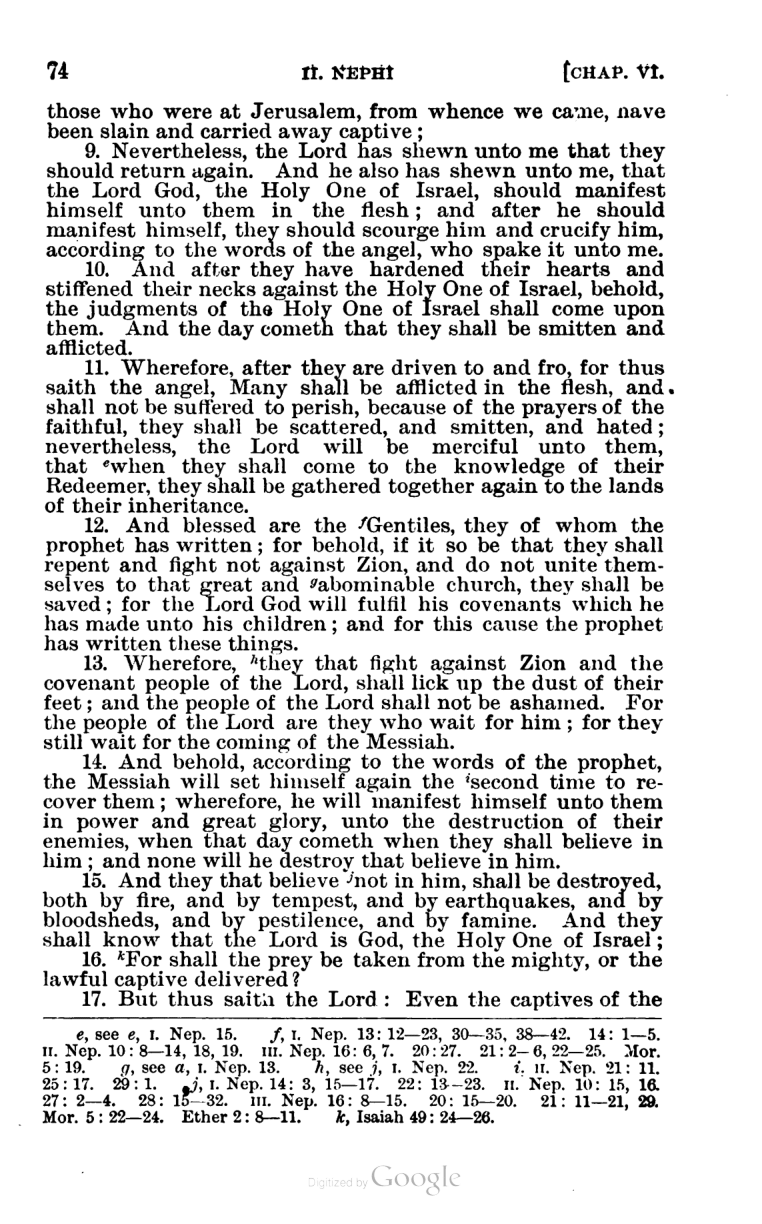 74 II. NEPHI [CHAP. VI.
those who were at Jerusalem, from whence we came, have
been slain and carried away captive;
9. Nevertheless, the Lord has shewn unto me that they
should return again. And he also has shewn unto me, that
the Lord God, the Holy One of Israel, should manifest
himself unto them in the flesh; and after he should
manifest himself, they should scourge him and crucify him,
according to the words of the angel, who spake it unto me.
10. And after they have hardened their hearts and
stiffened their necks against the Holy One of Israel, behold,
the judgments of the Holy One of Israel shall come upon
them. And the day cometh that they shall be smitten and
afflicted.
11. Wherefore, after they are driven to and fro, for thus
saith the angel, Many shall be afflicted in the flesh, and
shall not be suffered to perish, because of the prayers of the
faithful, they shall be scattered, and smitten, and hated;
nevertheless, the Lord will be merciful unto them,
that ᵉwhen they shall come to the knowledge of their
Redeemer, they shall be gathered together again to the lands
of their inheritance.
12. And blessed are the ᶠGentiles, they of whom the
prophet has written; for behold, if it so be that they shall
repent and fight not against Zion, and do not unite them-
selves to that great and ᵍabominable church, they shall be
saved; for the Lord God will fulfil his covenants which he
has made unto his children; and for this cause the prophet
has written these things.
13. Wherefore, ʰthey that fight against Zion and the
covenant people of the Lord, shall lick up the dust of their
feet; and the people of the Lord shall not be ashamed. For
the people of the Lord are they who wait for him; for they
still wait for the coming of the Messiah.
14. And behold, according to the words of the prophet,
the Messiah will set himself again the ⁱsecond time to re-
cover them; wherefore, he will manifest himself unto them
in power and great glory, unto the destruction of their
enemies, when that day cometh when they shall believe in
him; and none will he destroy that believe in him.
15. And they that believe ʲnot in him, shall be destroyed,
both by fire, and by tempest, and by earthquakes, and by
bloodsheds, and by pestilence, and by famine. And they
shall know that the Lord is God, the Holy One of Israel;
16. ᵏFor shall the prey be taken from the mighty, or the
lawful captive delivered?
17. But thus saith the Lord: Even the captives of the
e, see e, I. Nep. 15. f, I. Nep. 13: 12—23, 30—35, 38—42. 14: 1—5.
II. Nep. 10: 8—14, 18, 19. III. Nep. 16: 6, 7. 20: 27. 21: 2—6, 22—25. Mor.
5: 19. g, see a, I. Nep. 13. h, see j, I. Nep. 22. i, II. Nep. 21: 11.
25: 17. 29: 1. j, I. Nep. 14: 3, 15—17. 22: 13—23. II. Nep. 10: 15, 16.
27: 2—4. 28: 15—32. III. Nep. 16: 8—15. 20: 15—20. 21: 11—21, 29.
Mor. 5: 22—24. Ether 2: 8—11. k, Isaiah 49: 24—26.
Digitized by Google